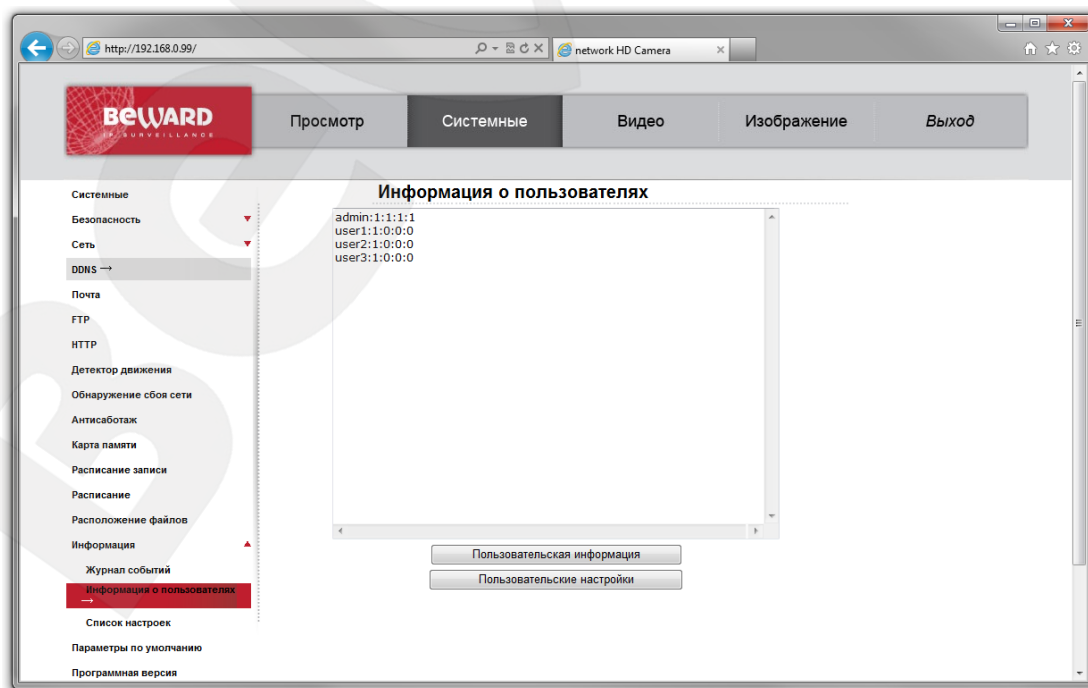 http://192.168.0.99/
network HD Camera
BEWARD
IP SURVEILLANCE
Просмотр
Системные
Видео
Изображение
Выход
Системные
Безопасность
Сеть
DDNS →
Почта
FTP
HTTP
Детектор движения
Обнаружение сбоя сети
Антисаботаж
Карта памяти
Расписание записи
Расписание
Расположение файлов
Информация
Журнал событий
Информация о пользователях
→
Список настроек
Параметры по умолчанию
Программная версия
Информация о пользователях
admin:1:1:1:1
user1:1:0:0:0
user2:1:0:0:0
user3:1:0:0:0
Пользовательская информация
Пользовательские настройки